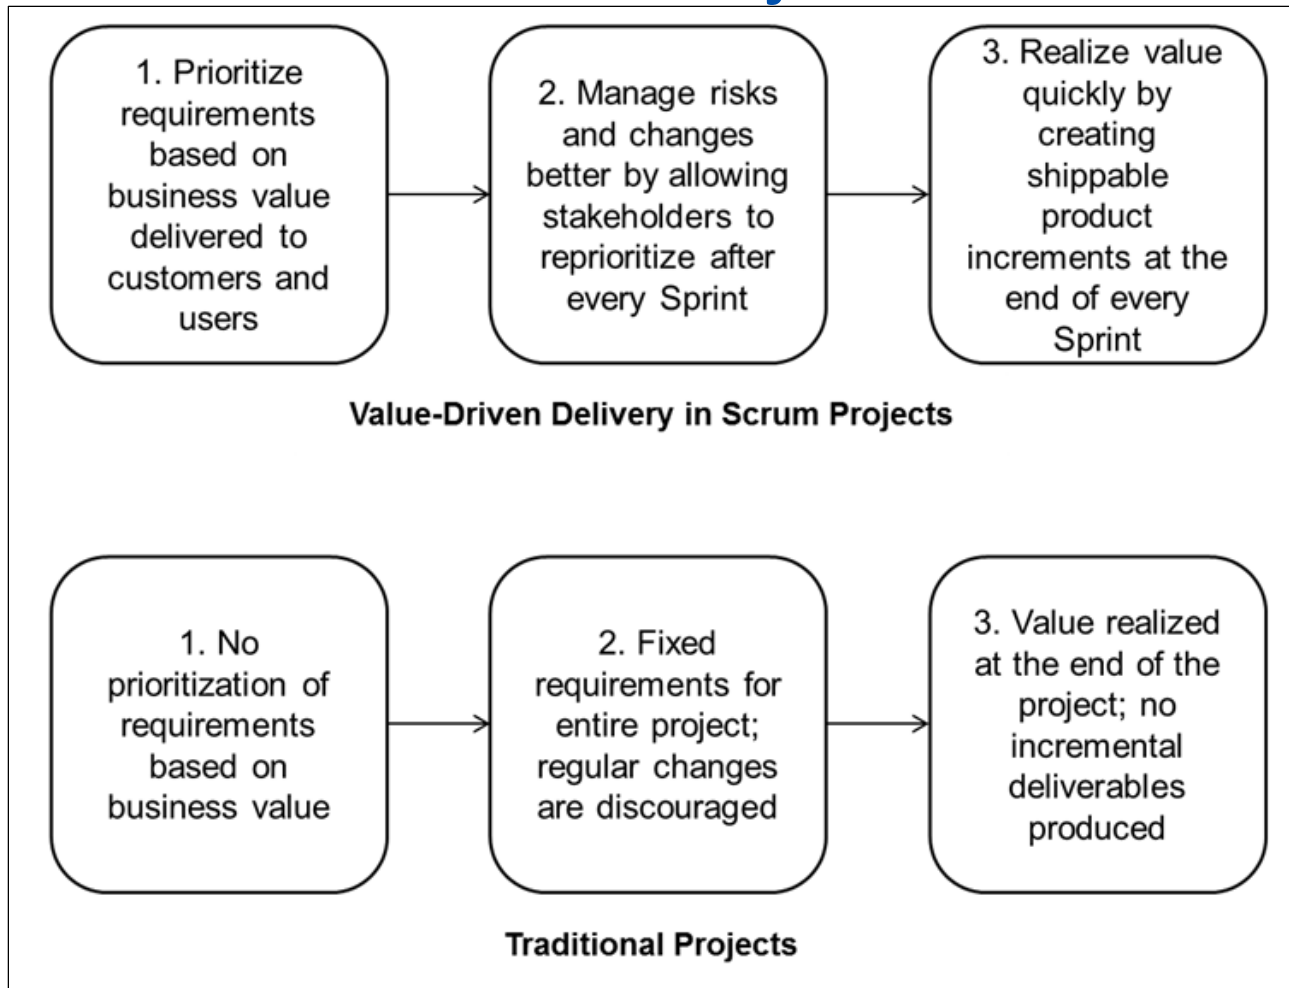 1. Prioritize
requirements
based on
business value
delivered to
customers and
users
2. Manage risks
and changes
better by allowing
stakeholders to
reprioritize after
every Sprint
3. Realize value
quickly by
creating
shippable
product
increments at the
end of every
Sprint
Value-Driven Delivery in Scrum Projects
1. No
prioritization of
requirements
based on
business value
2. Fixed
requirements for
entire project;
regular changes
are discouraged
3. Value realized
at the end of the
project; no
incremental
deliverables
produced
Traditional Projects